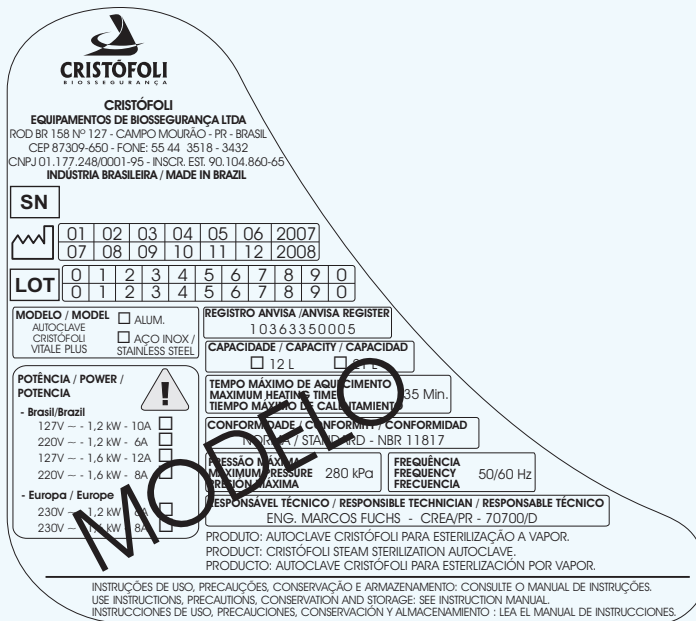 CRISTÓFOLI
BIOSSEGURANÇA
CRISTÓFOLI
EQUIPAMENTOS DE BIOSSEGURANÇA LTDA
ROD BR 158 Nº 127 - CAMPO MOURÃO - PR - BRASIL
CEP 87309-650 - FONE: 55 44 3518 - 3432
CNPJ 01.177.248/0001-95 - INSCR. EST. 90.104.860-65
INDÚSTRIA BRASILEIRA / MADE IN BRAZIL
SN
01 02 03 04 05 06 2007
07 08 09 10 11 12 2008
LOT
0 1 2 3 4 5 6 7 8 9 0
0 1 2 3 4 5 6 7 8 9 0
MODELO / MODEL
AUTOCLAVE
CRISTÓFOLI
VITALE PLUS
ALUM.
AÇO INOX /
STAINLESS STEEL
REGISTRO ANVISA /ANVISA REGISTER
10363350005
CAPACIDADE / CAPACITY / CAPACIDAD
12 L
L
POTÊNCIA / POWER /
POTENCIA
!
- Brasil/Brazil
127V ~ - 1,2 kW - 10A
220V ~ - 1,2 kW - 6A
127V ~ - 1,6 kW - 12A
220V ~ - 1,6 kW - 8A
- Europa / Europe
230V ~ - 1,2 kW - 6A
230V ~ - 1,6 kW - 8A
TEMPO MÁXIMO DE AQUECIMENTO
MAXIMUM HEATING TIME
TIEMPO MÁXIMO DE CALENTAMIENTO
35 Min.
CONFORMIDADE / CONFORMITY / CONFORMIDAD
NORMA / STANDARD - NBR 11817
PRESSÃO MÁXIMA
MAXIMUM PRESSURE
PRESIÓN MÁXIMA
280 kPa
FREQUÊNCIA
FREQUENCY
FRECUENCIA
50/60 Hz
RESPONSÁVEL TÉCNICO / RESPONSIBLE TECHNICIAN / RESPONSABLE TÉCNICO
ENG. MARCOS FUCHS - CREA/PR - 70700/D
MODELO
PRODUTO: AUTOCLAVE CRISTÓFOLI PARA ESTERILIZAÇÃO A VAPOR.
PRODUCT: CRISTÓFOLI STEAM STERILIZATION AUTOCLAVE.
PRODUCTO: AUTOCLAVE CRISTÓFOLI PARA ESTERLIZACIÓN POR VAPOR.
INSTRUÇÕES DE USO, PRECAUÇÕES, CONSERVAÇÃO E ARMAZENAMENTO: CONSULTE O MANUAL DE INSTRUÇÕES.
USE INSTRUCTIONS, PRECAUTIONS, CONSERVATION AND STORAGE: SEE INSTRUCTION MANUAL.
INSTRUCCIONES DE USO, PRECAUCIONES, CONSERVACIÓN Y ALMACENAMIENTO : LEA EL MANUAL DE INSTRUCCIONES.